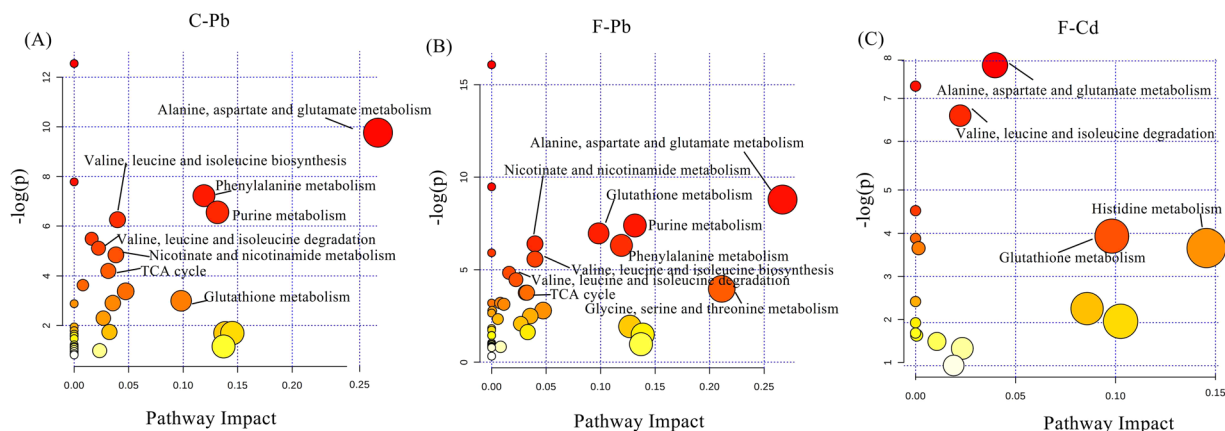 C-Pb
(A)
-log(p)
12
10
8
6
4
2
Alanine, aspartate and glutamate metabolism
Valine, leucine and isoleucine biosynthesis
Phenylalanine metabolism
Purine metabolism
Valine, leucine and isoleucine degradation
Nicotinate and nicotinamide metabolism
TCA cycle
Glutathione metabolism
0.00 0.05 0.10 0.15 0.20 0.25
Pathway Impact
F-Pb
(B)
-log(p)
15
10
5
0
Alanine, aspartate and glutamate metabolism
Nicotinate and nicotinamide metabolism
Glutathione metabolism
Purine metabolism
Phenylalanine metabolism
Valine, leucine and isoleucine biosynthesis
Valine, leucine and isoleucine degradation
TCA cycle
Glycine, serine and threonine metabolism
0.00 0.05 0.10 0.15 0.20 0.25
Pathway Impact
F-Cd
(C)
-log(p)
8
7
6
5
4
3
2
1
Alanine, aspartate and glutamate metabolism
Valine, leucine and isoleucine degradation
Histidine metabolism
Glutathione metabolism
0.00 0.05 0.10 0.15
Pathway Impact